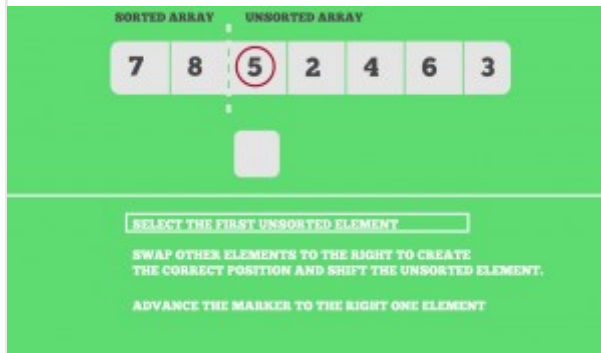 SORTED ARRAY UNSORTED ARRAY
7 8 5 2 4 6 3
SELECT THE FIRST UNSORTED ELEMENT
SWAP OTHER ELEMENTS TO THE RIGHT TO CREATE
THE CORRECT POSITION AND SHIFT THE UNSORTED ELEMENT.
ADVANCE THE MARKER TO THE RIGHT ONE ELEMENT